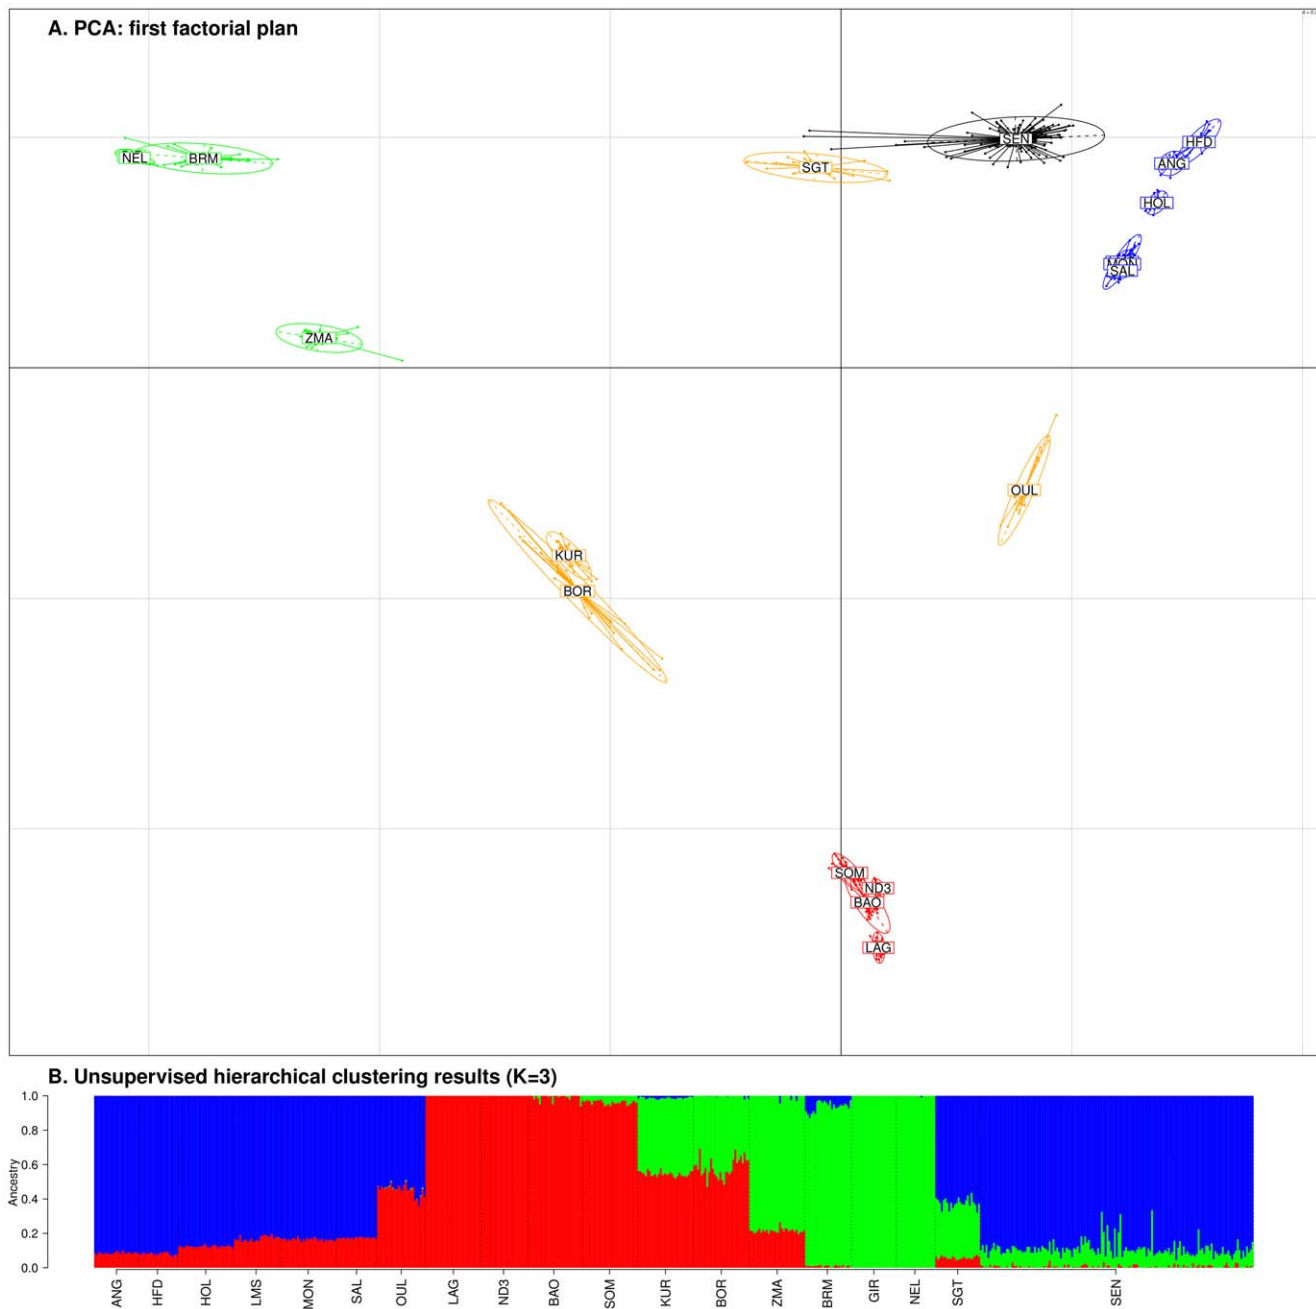 A. PCA: first factorial plan
NEL
BRM
ZMA
SGT
SEN
HFD
ANG
HOL
MON
SAL
OUL
KUR
BOR
SOM
ND3
BAO
LAG
B. Unsupervised hierarchical clustering results (K=3)
1.0
0.8
0.6
0.4
0.2
0.0
Ancestry
ANG HFD HOL LMS MON SAL OUL LAG ND3 BAO SOM KUR BOR ZMA BRM GIR NEL SGT SEN